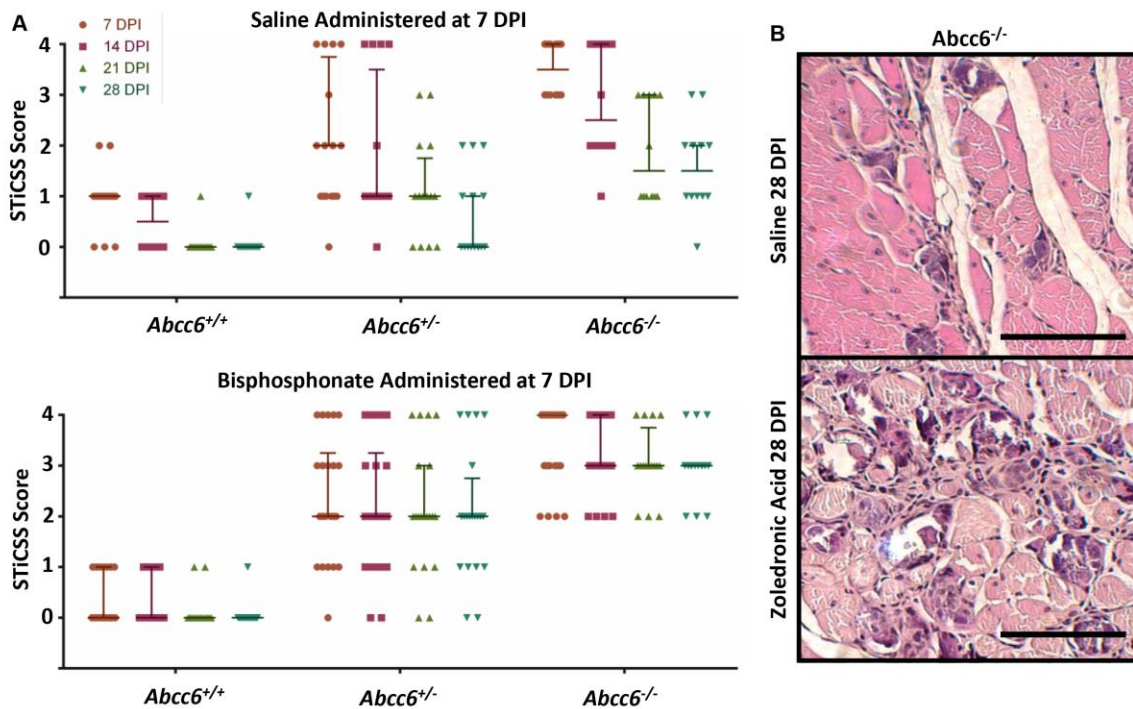 A
Saline Administered at 7 DPI
7 DPI
14 DPI
21 DPI
28 DPI
STiCSS Score
4
3
2
1
0
Abcc6+/+
Abcc6+/-
Abcc6-/-
Bisphosphonate Administered at 7 DPI
STiCSS Score
4
3
2
1
0
Abcc6+/+
Abcc6+/-
Abcc6-/-
B
Abcc6-/-
Saline 28 DPI
Zoledronic Acid 28 DPI